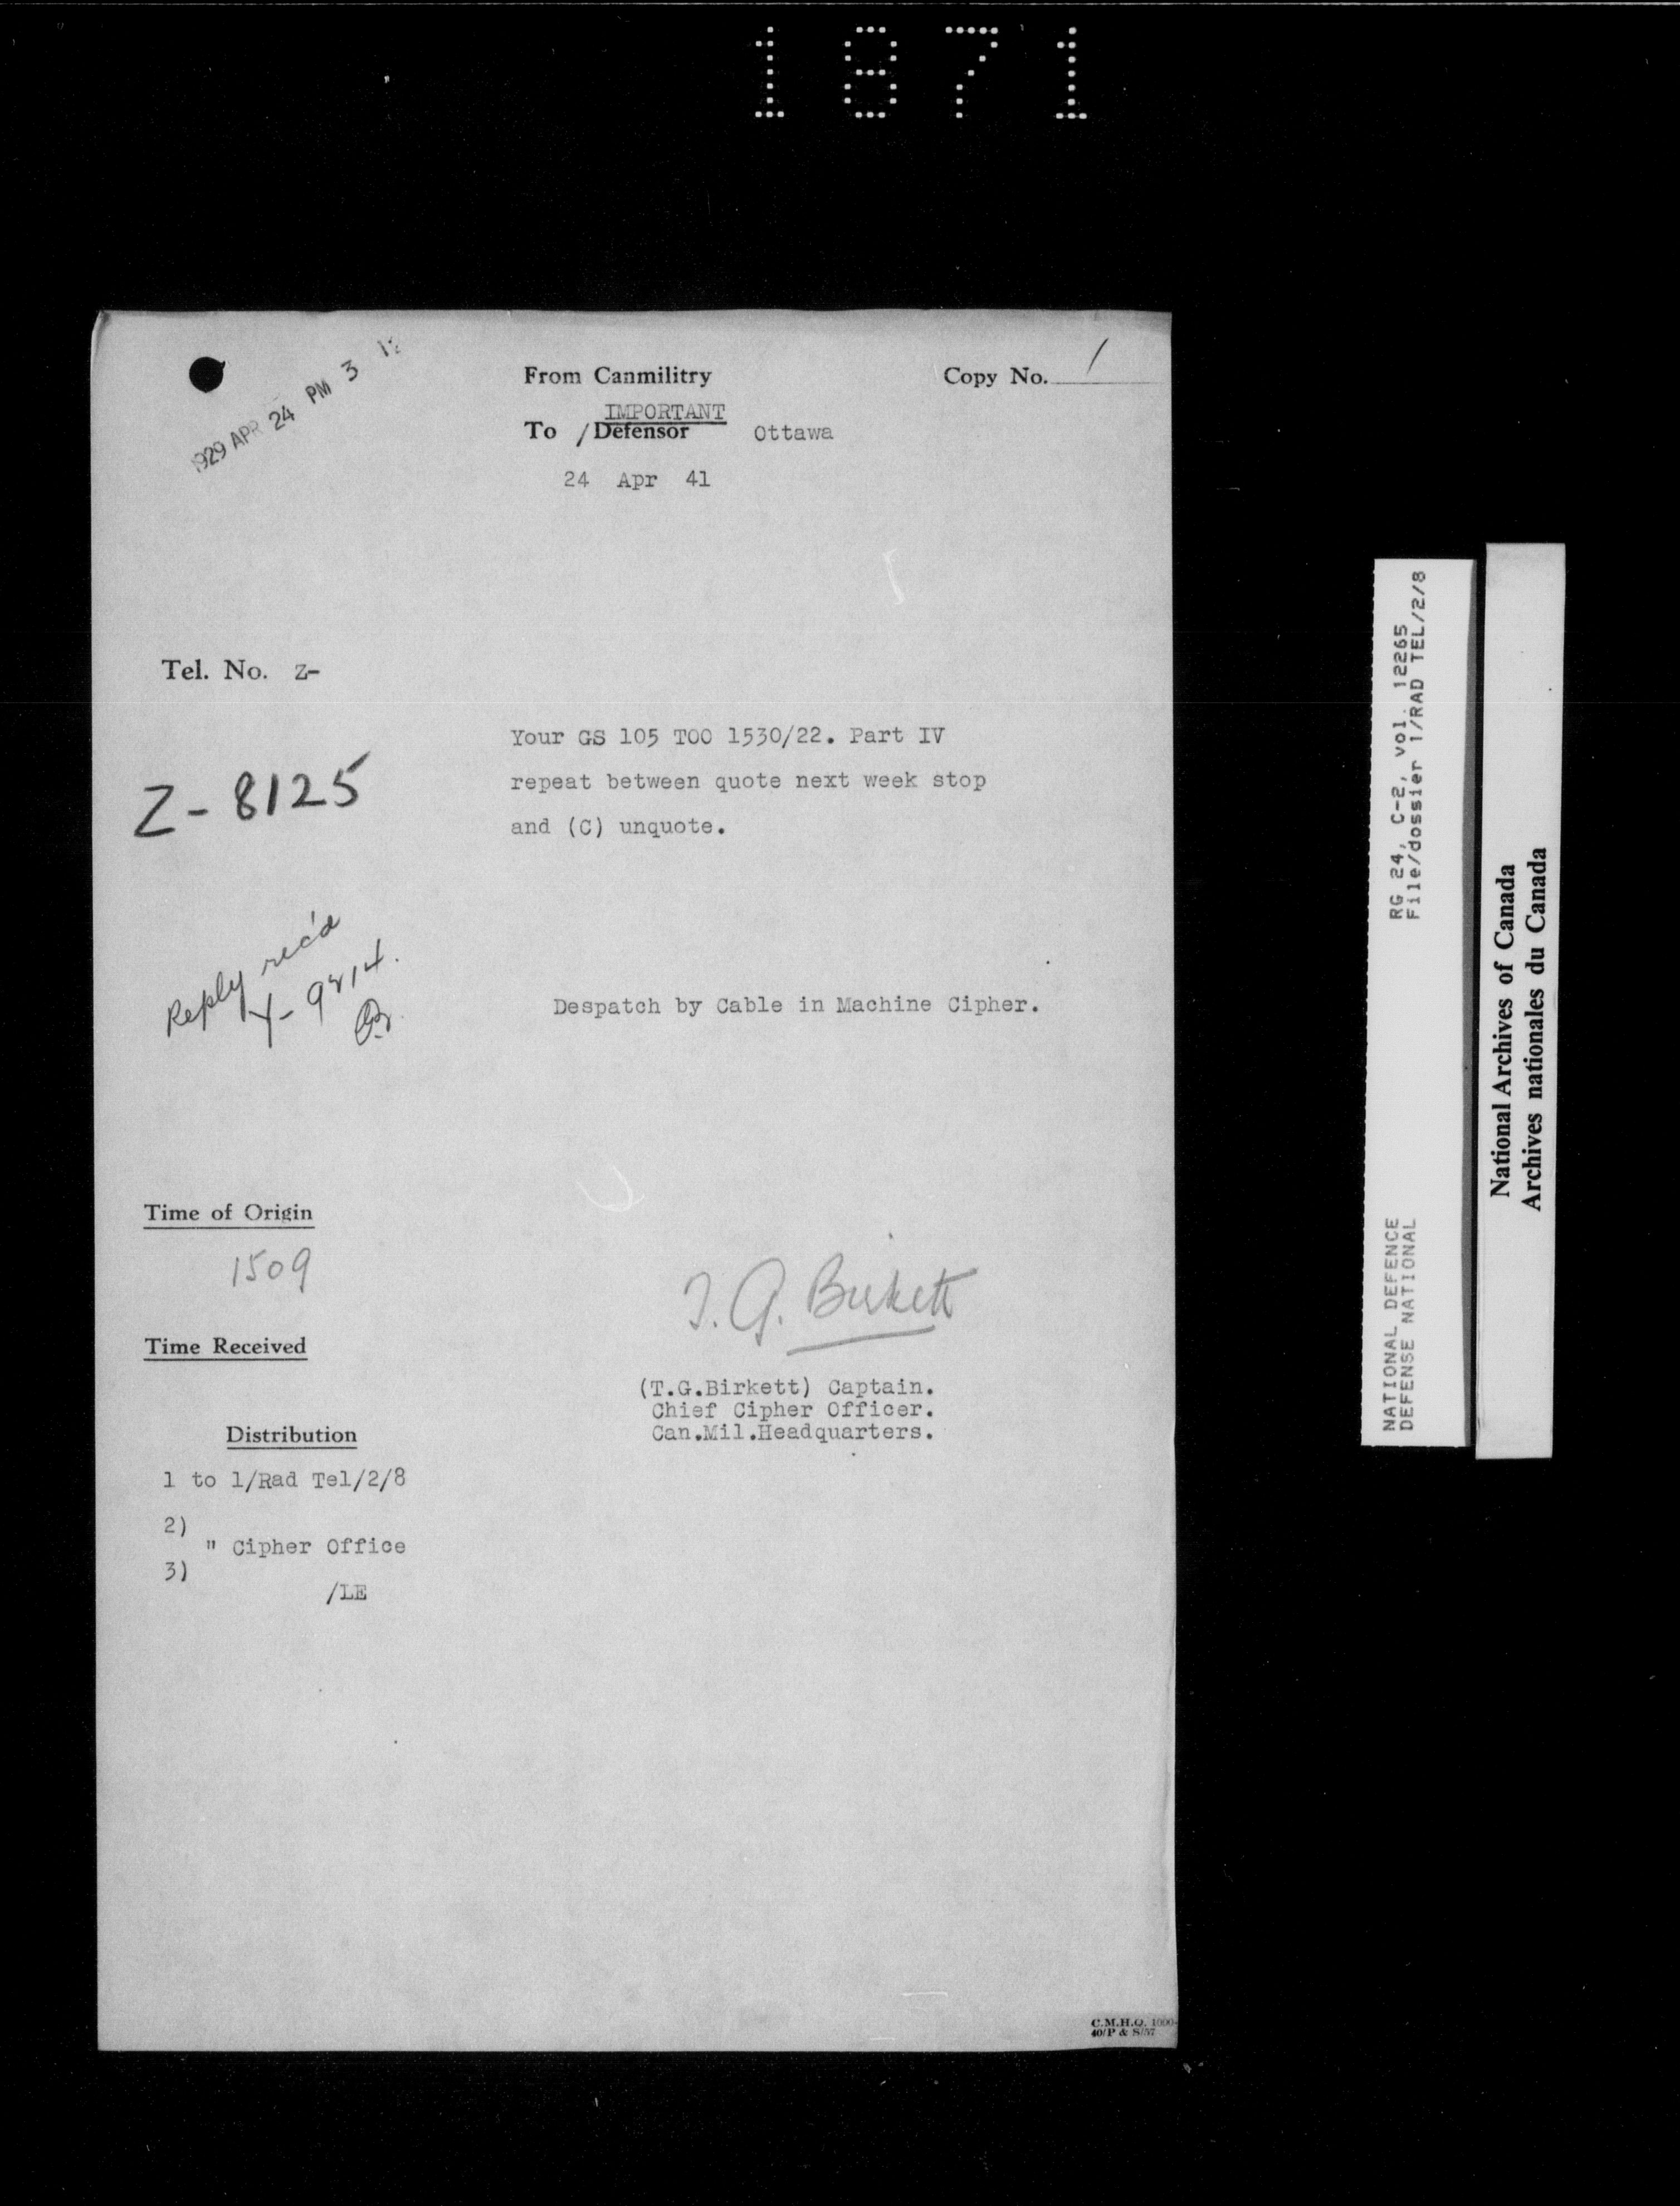 1871
1929 APR 24 PM 3
From Canmilitry
Copy No. 1
IMPORTANT
To /Defensor Ottawa
24 Apr 41
Tel. No. Z-
Your GS 105 TOO 1530/22. Part IV
Z-8125
repeat between quote next week stop
and (C) unquote.
Reply rec'd
Despatch by Cable in Machine Cipher.
Time of Origin
1509
T. G. Birkett
Time Received
(T.G.Birkett) Captain.
Chief Cipher Officer.
Can.Mil.Headquarters.
Distribution
1 to 1/Rad Tel/2/8
2)
" Cipher Office
3)
/LE
C.M.H.Q. 1000-
40/P & S/57
RG 24, C-2, vol. 12265
File/dossier 1/RAD TEL/2/8
NATIONAL DEFENCE
DEFENSE NATIONAL
National Archives of Canada
Archives nationales du Canada